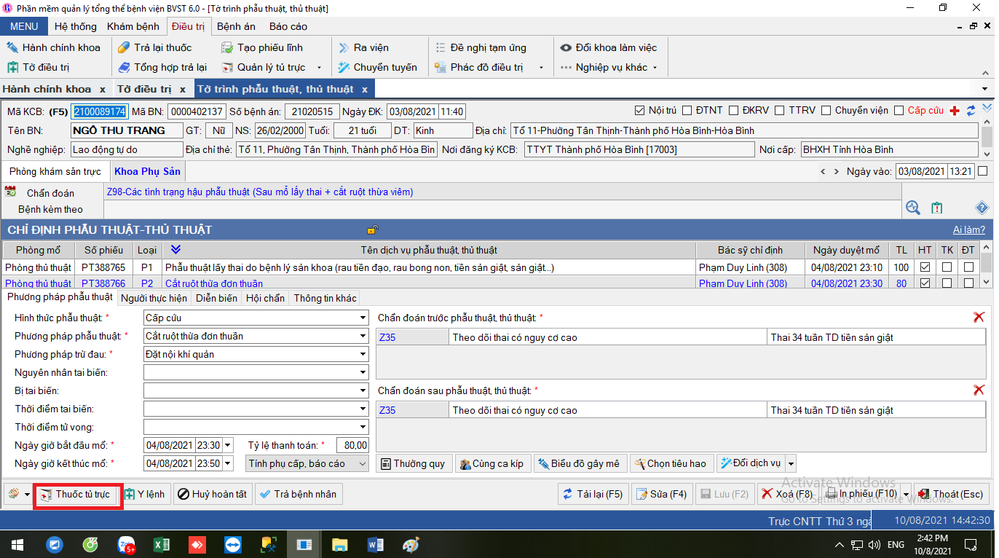 Phần mềm quản lý tổng thể bệnh viện BVST 6.0 - [Tờ trình phẫu thuật, thủ thuật]
MENU Hệ thống Khám bệnh Điều trị Bệnh án Báo cáo
Hành chính khoa Trả lại thuốc Tạo phiếu lĩnh Ra viện Đề nghị tạm ứng Đổi khoa làm việc
Tờ điều trị Tổng hợp trả lại Quản lý tủ trực Chuyển tuyến Phác đồ điều trị Nghiệp vụ khác
Hành chính khoa x Tờ điều trị x Tờ trình phẫu thuật, thủ thuật x
Mã KCB: (F5) 2100089174 Mã BN: 0000402137 Số bệnh án: 21020515 Ngày ĐK: 03/08/2021 11:40 Nội trú ĐTNT ĐKRV TTRV Chuyển viện Cấp cứu
Tên BN: NGÔ THU TRANG GT: Nữ NS: 26/02/2000 Tuổi: 21 tuổi DT: Kinh Địa chỉ: Tổ 11-Phường Tân Thịnh-Thành phố Hòa Bình-Hòa Bình
Nghề nghiệp: Lao động tự do Địa chỉ thẻ: Tổ 11, Phường Tân Thịnh, Thành phố Hòa Bìn Nơi đăng ký KCB: TTYT Thành phố Hòa Bình [17003] Nơi cấp: BHXH Tỉnh Hòa Bình
Phòng khám sản trực Khoa Phụ Sản < > Ngày vào: 03/08/2021 13:21
Chẩn đoán Z98-Các tình trạng hậu phẫu thuật (Sau mổ lấy thai + cắt ruột thừa viêm)
Bệnh kèm theo
CHỈ ĐỊNH PHẪU THUẬT-THỦ THUẬT Ai làm?
Phòng mổ Số phiếu Loại Tên dịch vụ phẫu thuật, thủ thuật Bác sỹ chỉ định Ngày duyệt mổ TL HT TK ĐT
Phòng thủ thuật PT388765 P1 Phẫu thuật lấy thai do bệnh lý sản khoa (rau tiền đạo, rau bong non, tiền sản giật, sản giật...) Phạm Duy Linh (308) 04/08/2021 23:10 100
Phòng thủ thuật PT388766 P2 Cắt ruột thừa đơn thuần Phạm Duy Linh (308) 04/08/2021 23:30 80
Phương pháp phẫu thuật Người thực hiện Diễn biến Hội chẩn Thông tin khác
Hình thức phẫu thuật: * Cấp cứu Chẩn đoán trước phẫu thuật, thủ thuật: *
Phương pháp phẫu thuật: * Cắt ruột thừa đơn thuần Z35 Theo dõi thai có nguy cơ cao Thai 34 tuần TD tiền sản giật
Phương pháp trừ đau: * Đặt nội khí quản
Nguyên nhân tai biến:
Bị tai biến: Chẩn đoán sau phẫu thuật, thủ thuật: *
Thời điểm tai biến: Z35 Theo dõi thai có nguy cơ cao Thai 34 tuần TD tiền sản giật
Thời điểm tử vong:
Ngày giờ bắt đầu mổ: * 04/08/2021 23:30 Tỷ lệ thanh toán: * 80,00
Ngày giờ kết thúc mổ: * 04/08/2021 23:50 Tính phụ cấp, báo cáo Thường quy Cùng ca kíp Biểu đồ gây mê Chọn tiêu hao Đổi dịch vụ
Activate Windows
Thuốc tủ trực Y lệnh Huỷ hoàn tất Trả bệnh nhân Tải lại (F5) Sửa (F4) Lưu (F2) Xoá (F8) In phiếu (F10) Thoát (Esc)
Go to Settings to activate Windows.
Trực CNTT Thứ 3 ngà 10/08/2021 14:42:30
5+ ENG 2:42 PM
10/8/2021